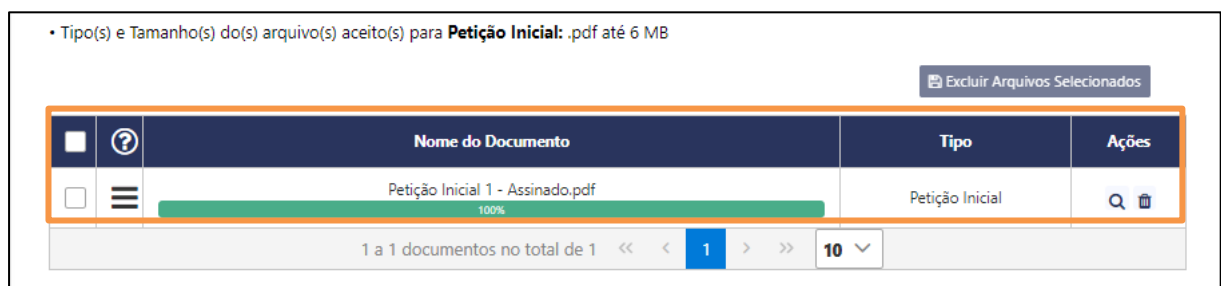 • Tipo(s) e Tamanho(s) do(s) arquivo(s) aceito(s) para Petição Inicial: .pdf até 6 MB
Excluir Arquivos Selecionados
? Nome do Documento Tipo Ações
Petição Inicial 1 - Assinado.pdf
100%
Petição Inicial
1 a 1 documentos no total de 1 << < 1 > >> 10